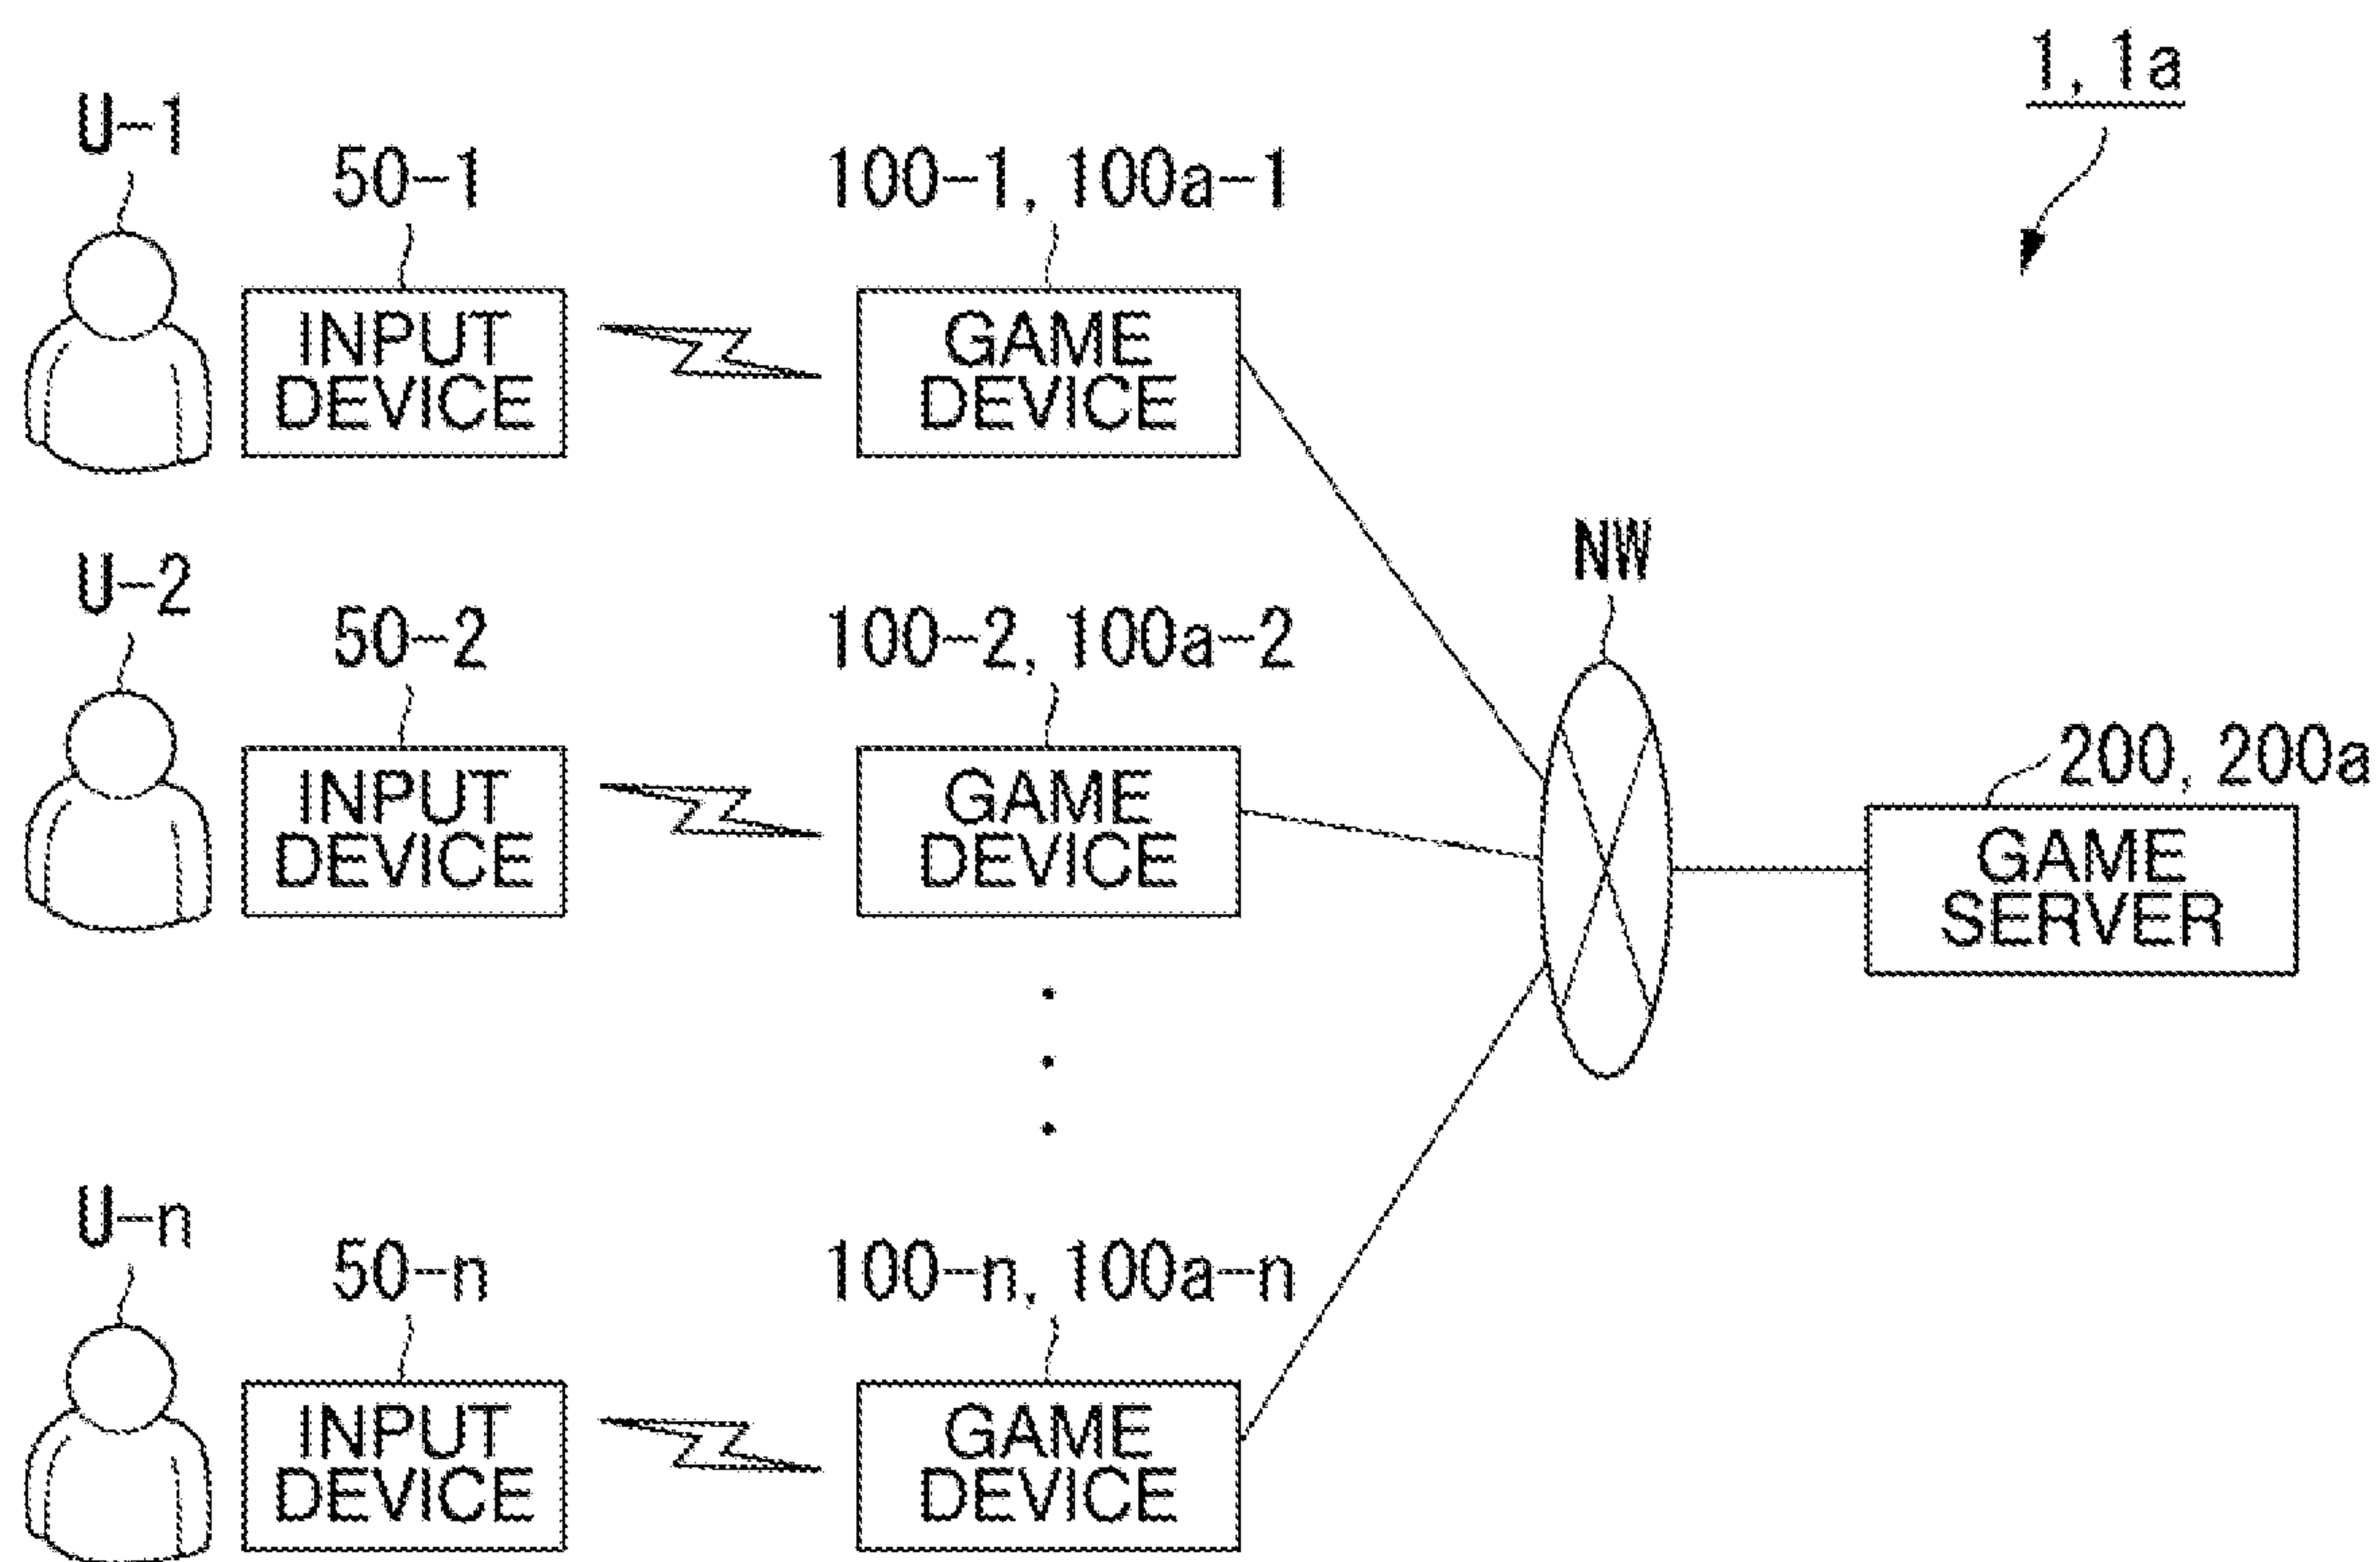 1, 1a
U-1
50-1
100-1, 100a-1
INPUT
DEVICE
GAME
DEVICE
NW
U-2
50-2
100-2, 100a-2
INPUT
DEVICE
GAME
DEVICE
200, 200a
GAME
SERVER
U-n
50-n
100-n, 100a-n
INPUT
DEVICE
GAME
DEVICE